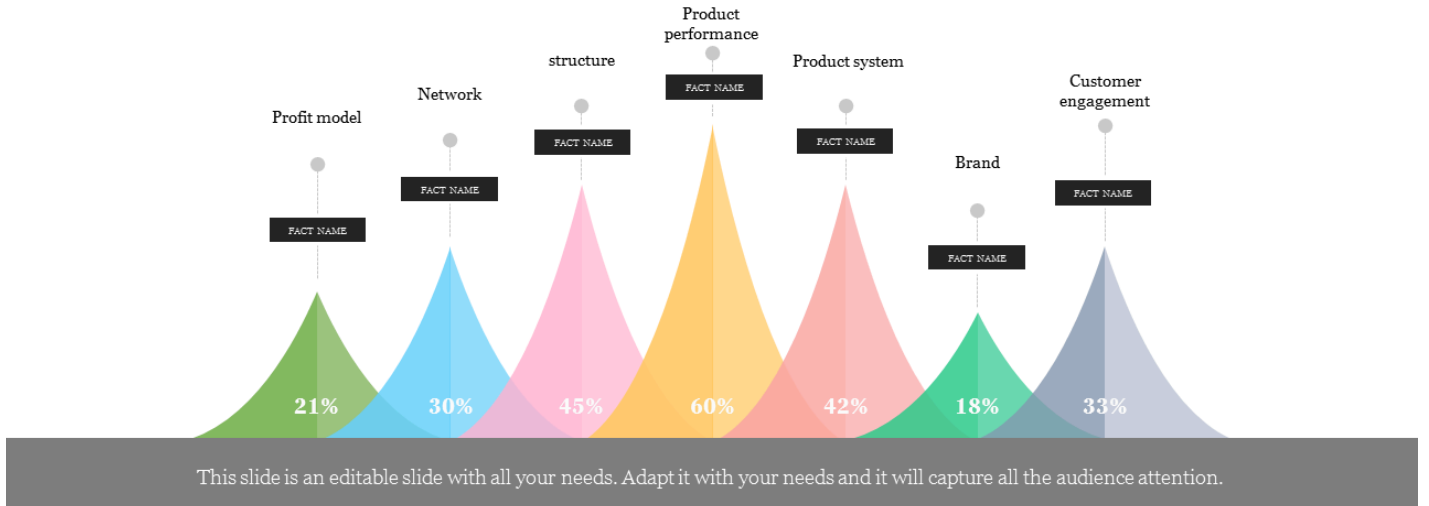 Product
performance
structure
Product system
Customer
engagement
Network
Profit model
Brand
FACT NAME
FACT NAME
FACT NAME
FACT NAME
FACT NAME
FACT NAME
FACT NAME
21%
30%
45%
60%
42%
18%
33%
This slide is an editable slide with all your needs. Adapt it with your needs and it will capture all the audience attention.